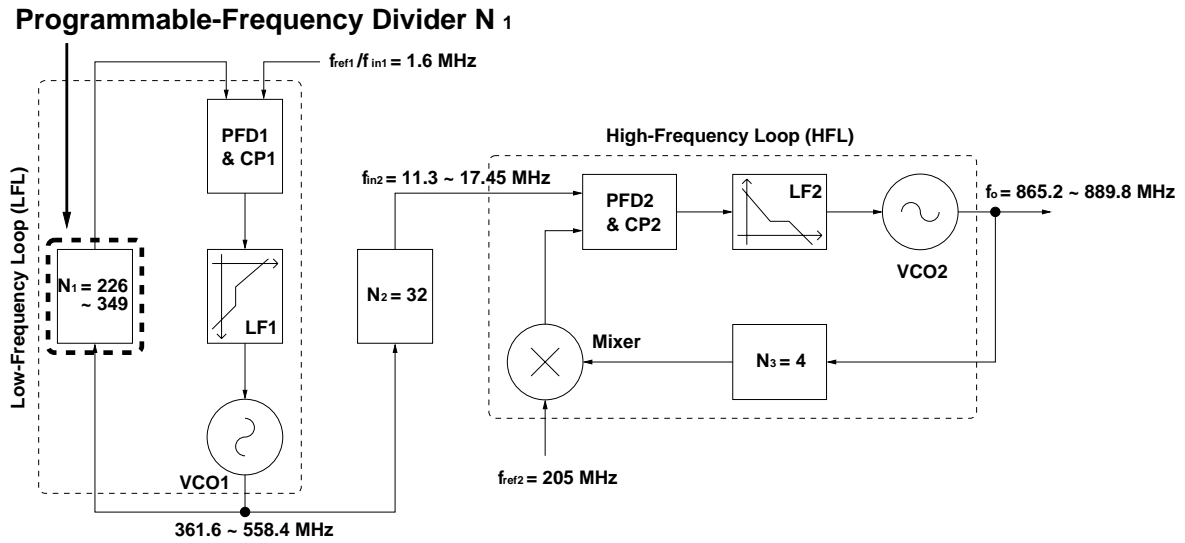 Programmable-Frequency Divider N 1
fref1/f in1 = 1.6 MHz
PFD1
& CP1
Low-Frequency Loop (LFL)
N1 = 226
~ 349
LF1
VCO1
361.6 ~ 558.4 MHz
fin2 = 11.3 ~ 17.45 MHz
N2 = 32
High-Frequency Loop (HFL)
PFD2
& CP2
LF2
VCO2
fo = 865.2 ~ 889.8 MHz
Mixer
N3 = 4
fref2 = 205 MHz